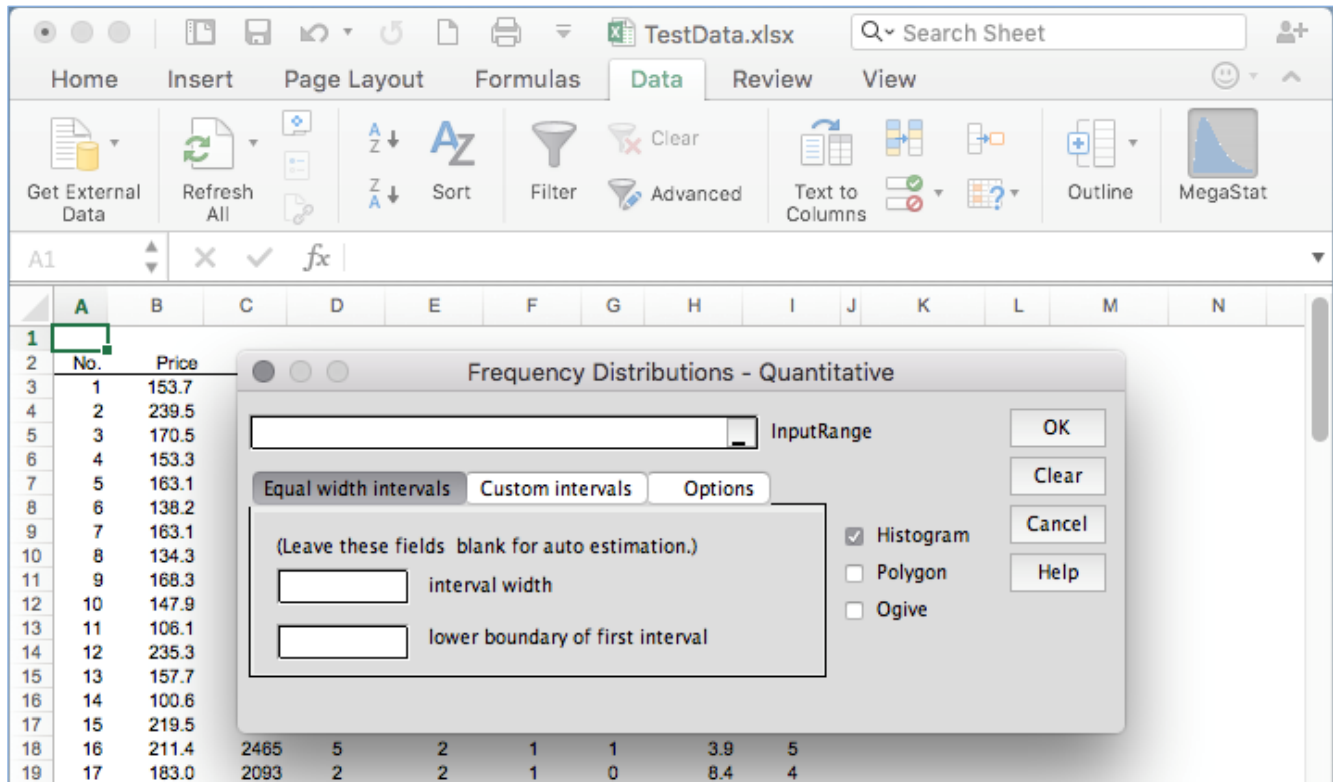 TestData.xlsx
Search Sheet
Home Insert Page Layout Formulas Data Review View
Clear
Get External Data
Refresh All
A Z
Z A
AZ
Sort
Filter
Advanced
Text to Columns
Outline
MegaStat
A1 fx
A B C D E F G H I J K L M N
1
2 No. Price
3 1 153.7
4 2 239.5
5 3 170.5
6 4 153.3
7 5 163.1
8 6 138.2
9 7 163.1
10 8 134.3
11 9 168.3
12 10 147.9
13 11 106.1
14 12 235.3
15 13 157.7
16 14 100.6
17 15 219.5
18 16 211.4 2465 5 2 1 1 3.9 5
19 17 183.0 2093 2 2 1 0 8.4 4
Frequency Distributions - Quantitative
InputRange
OK
Clear
Cancel
Help
Equal width intervals Custom intervals Options
(Leave these fields blank for auto estimation.)
interval width
lower boundary of first interval
Histogram
Polygon
Ogive